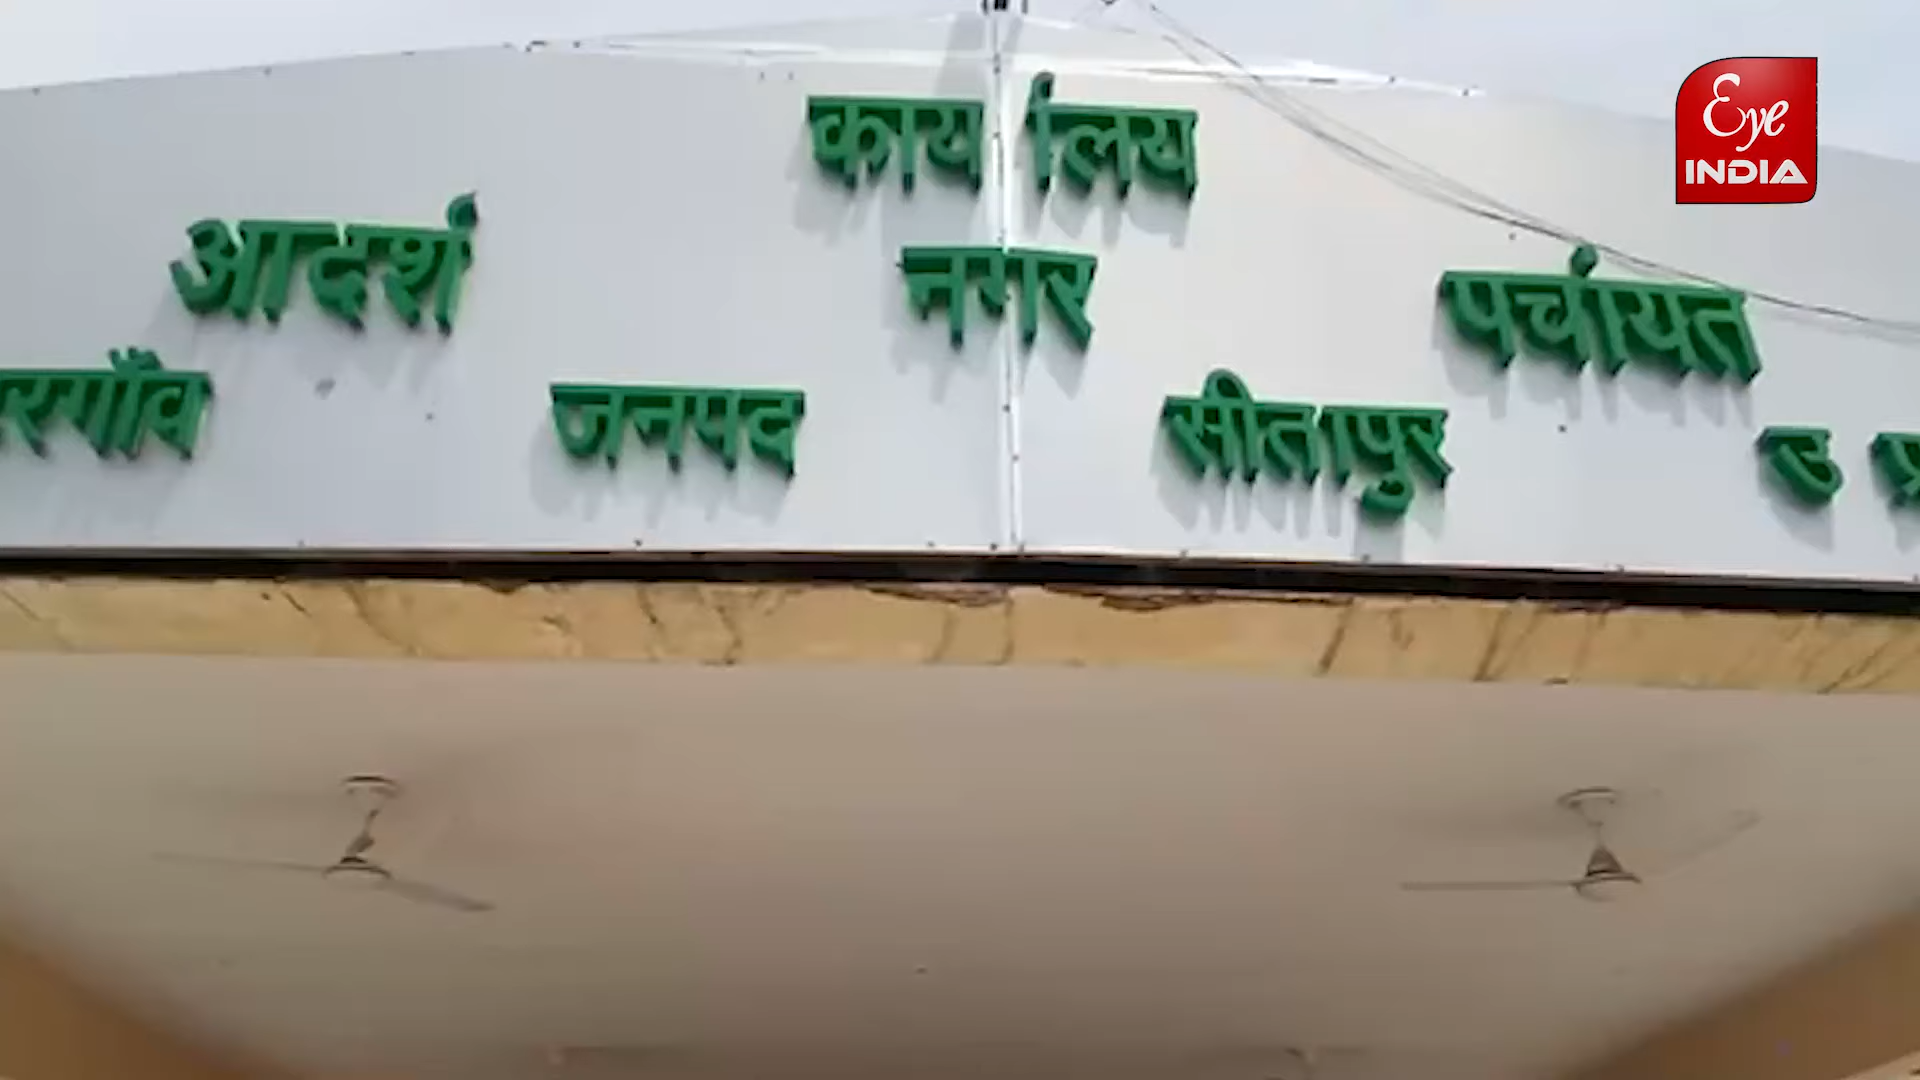 कार्यालय
आदर्श नगर पंचायत
रगाँव जनपद सीतापुर उ प्र
Eye
INDIA